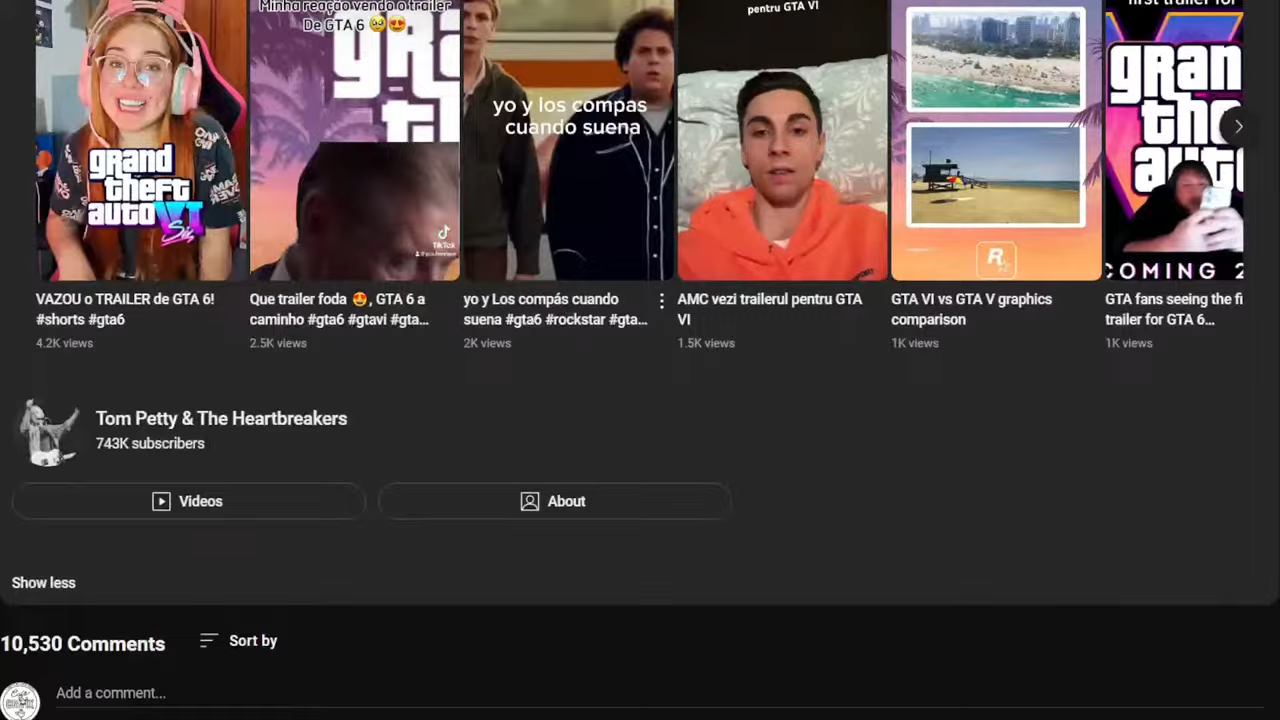 Minha reação vendo o trailer
De GTA 6 🥹😍
pentru GTA VI
first trailer for
grand
theft
auto
VI
gra
t
TikTok
yo y los compas
cuando suena
R
gran
the
auto
COMING 2
VAZOU o TRAILER de GTA 6!
#shorts #gta6
4.2K views
Que trailer foda 😍, GTA 6 a
caminho #gta6 #gtavi #gta...
2.5K views
yo y Los compás cuando
suena #gta6 #rockstar #gta...
2K views
AMC vezi trailerul pentru GTA
VI
1.5K views
GTA VI vs GTA V graphics
comparison
1K views
GTA fans seeing the fi
trailer for GTA 6...
1K views
Tom Petty & The Heartbreakers
743K subscribers
Videos
About
Show less
10,530 Comments
Sort by
Add a comment...